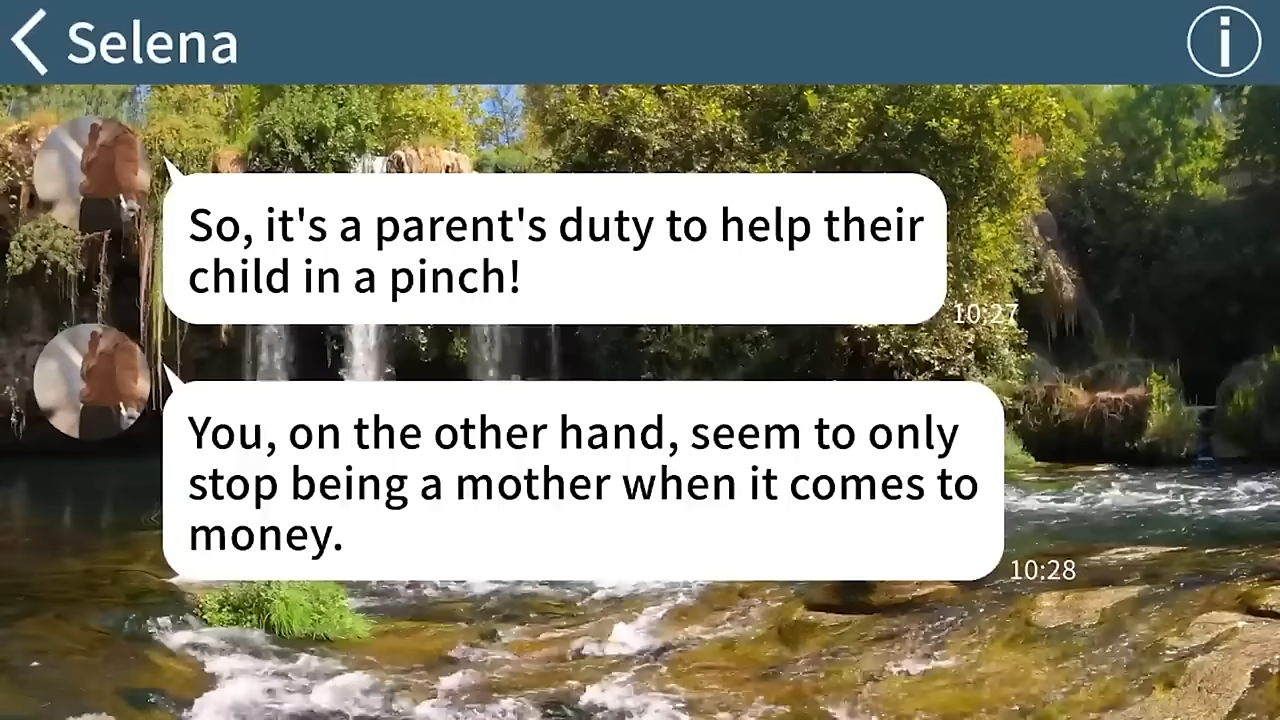 Selena
So, it's a parent's duty to help their
child in a pinch!
10:27
You, on the other hand, seem to only
stop being a mother when it comes to
money.
10:28